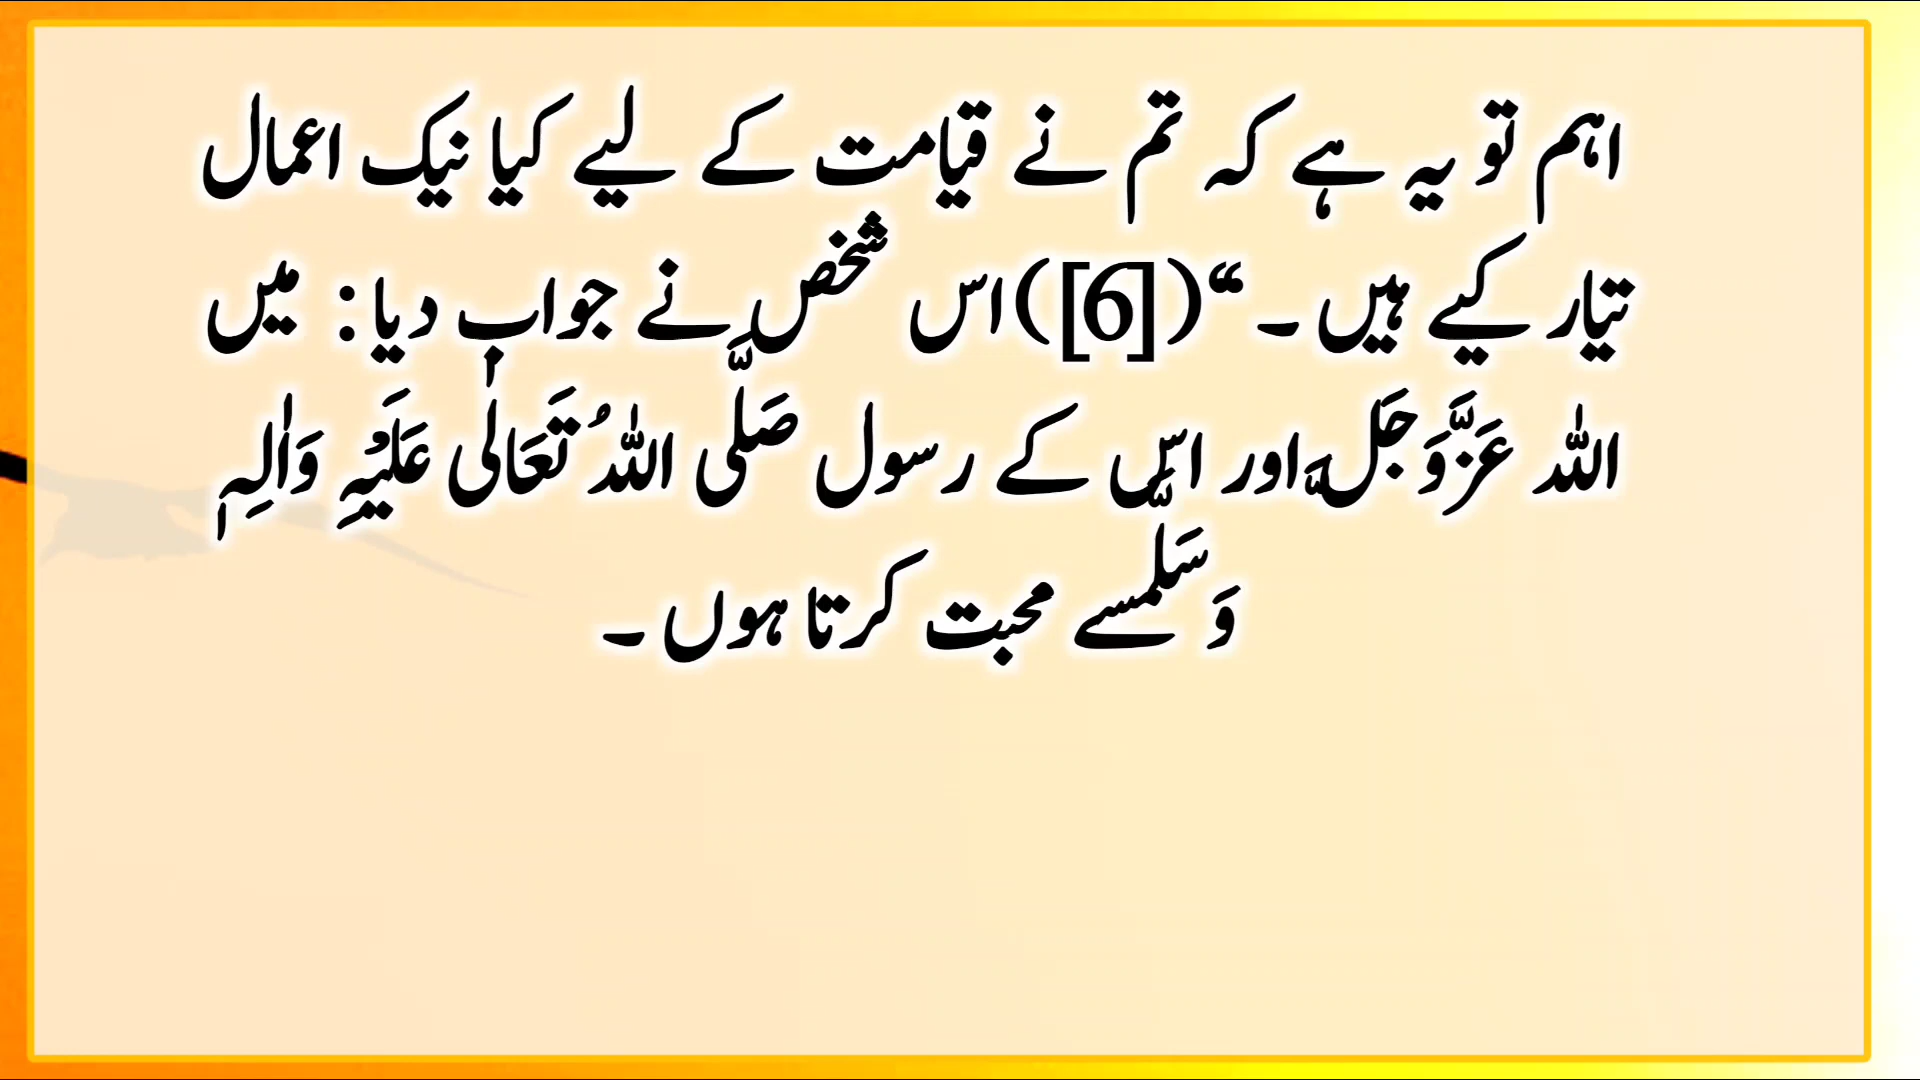 اہم تو یہ ہے کہ تم نے قیامت کے لیے کیا نیک اعمال
تیار کیے ہیں۔“([6])اس شخص نے جواب دیا: میں
اللہ عَزَّوَجَلَّ اور اس کے رسول صَلَّی اللہُ تَعَالٰی عَلَیْہِ وَاٰلِہٖ
وَسَلَّمسے محبت کرتا ہوں۔